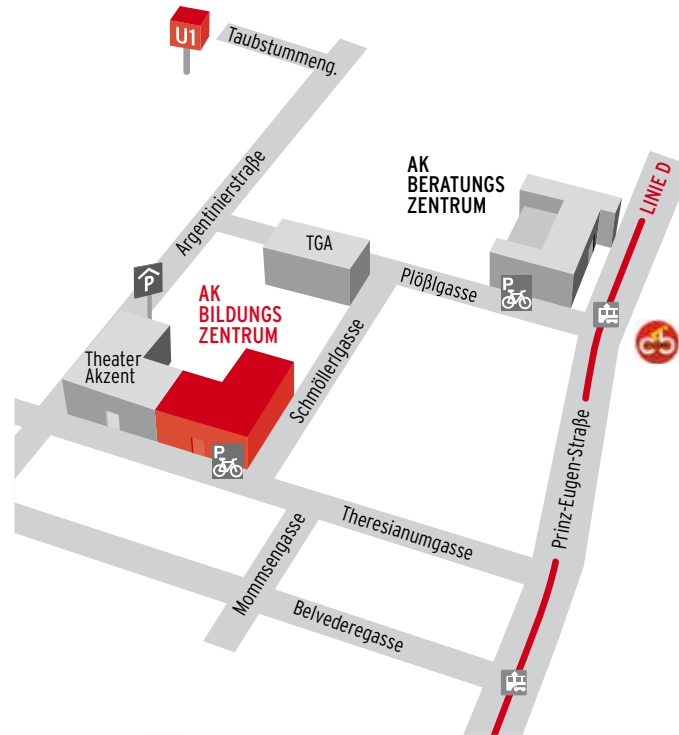 U1
Taubstummeng.
Argentinierstraße
AK
BERATUNGS
ZENTRUM
LINIE D
TGA
Plößlgasse
P
P
AK
BILDUNGS
ZENTRUM
Theater
Akzent
Schmöllerlgasse
P
Prinz-Eugen-Straße
Theresianumgasse
Mommsengasse
Belvederegasse